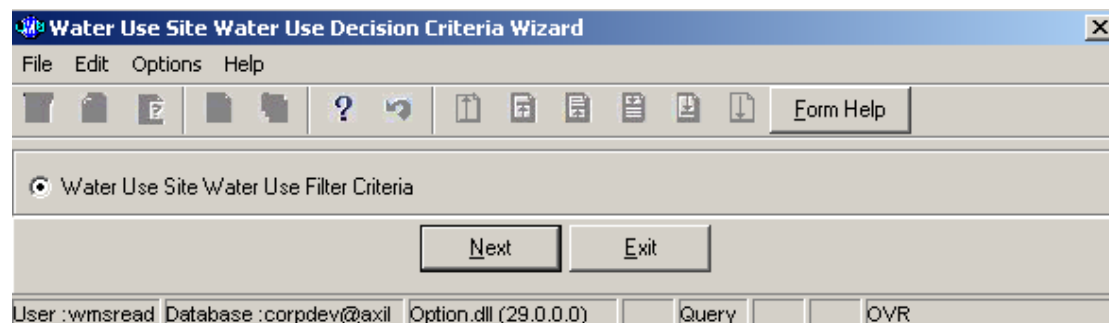 Water Use Site Water Use Decision Criteria Wizard
File Edit Options Help
? Form Help
Water Use Site Water Use Filter Criteria
Next Exit
User :wmsread Database :corpdev@axil Option.dll (29.0.0.0) Query OVR